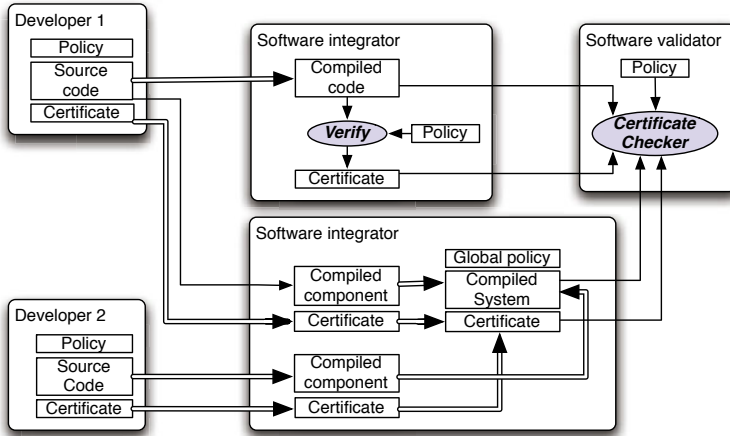 Developer 1
Policy
Source
code
Certificate
Software integrator
Compiled
code
Verify
Policy
Certificate
Software validator
Policy
Certificate
Checker
Software integrator
Global policy
Compiled
component
Compiled
System
Certificate
Certificate
Compiled
component
Certificate
Developer 2
Policy
Source
Code
Certificate